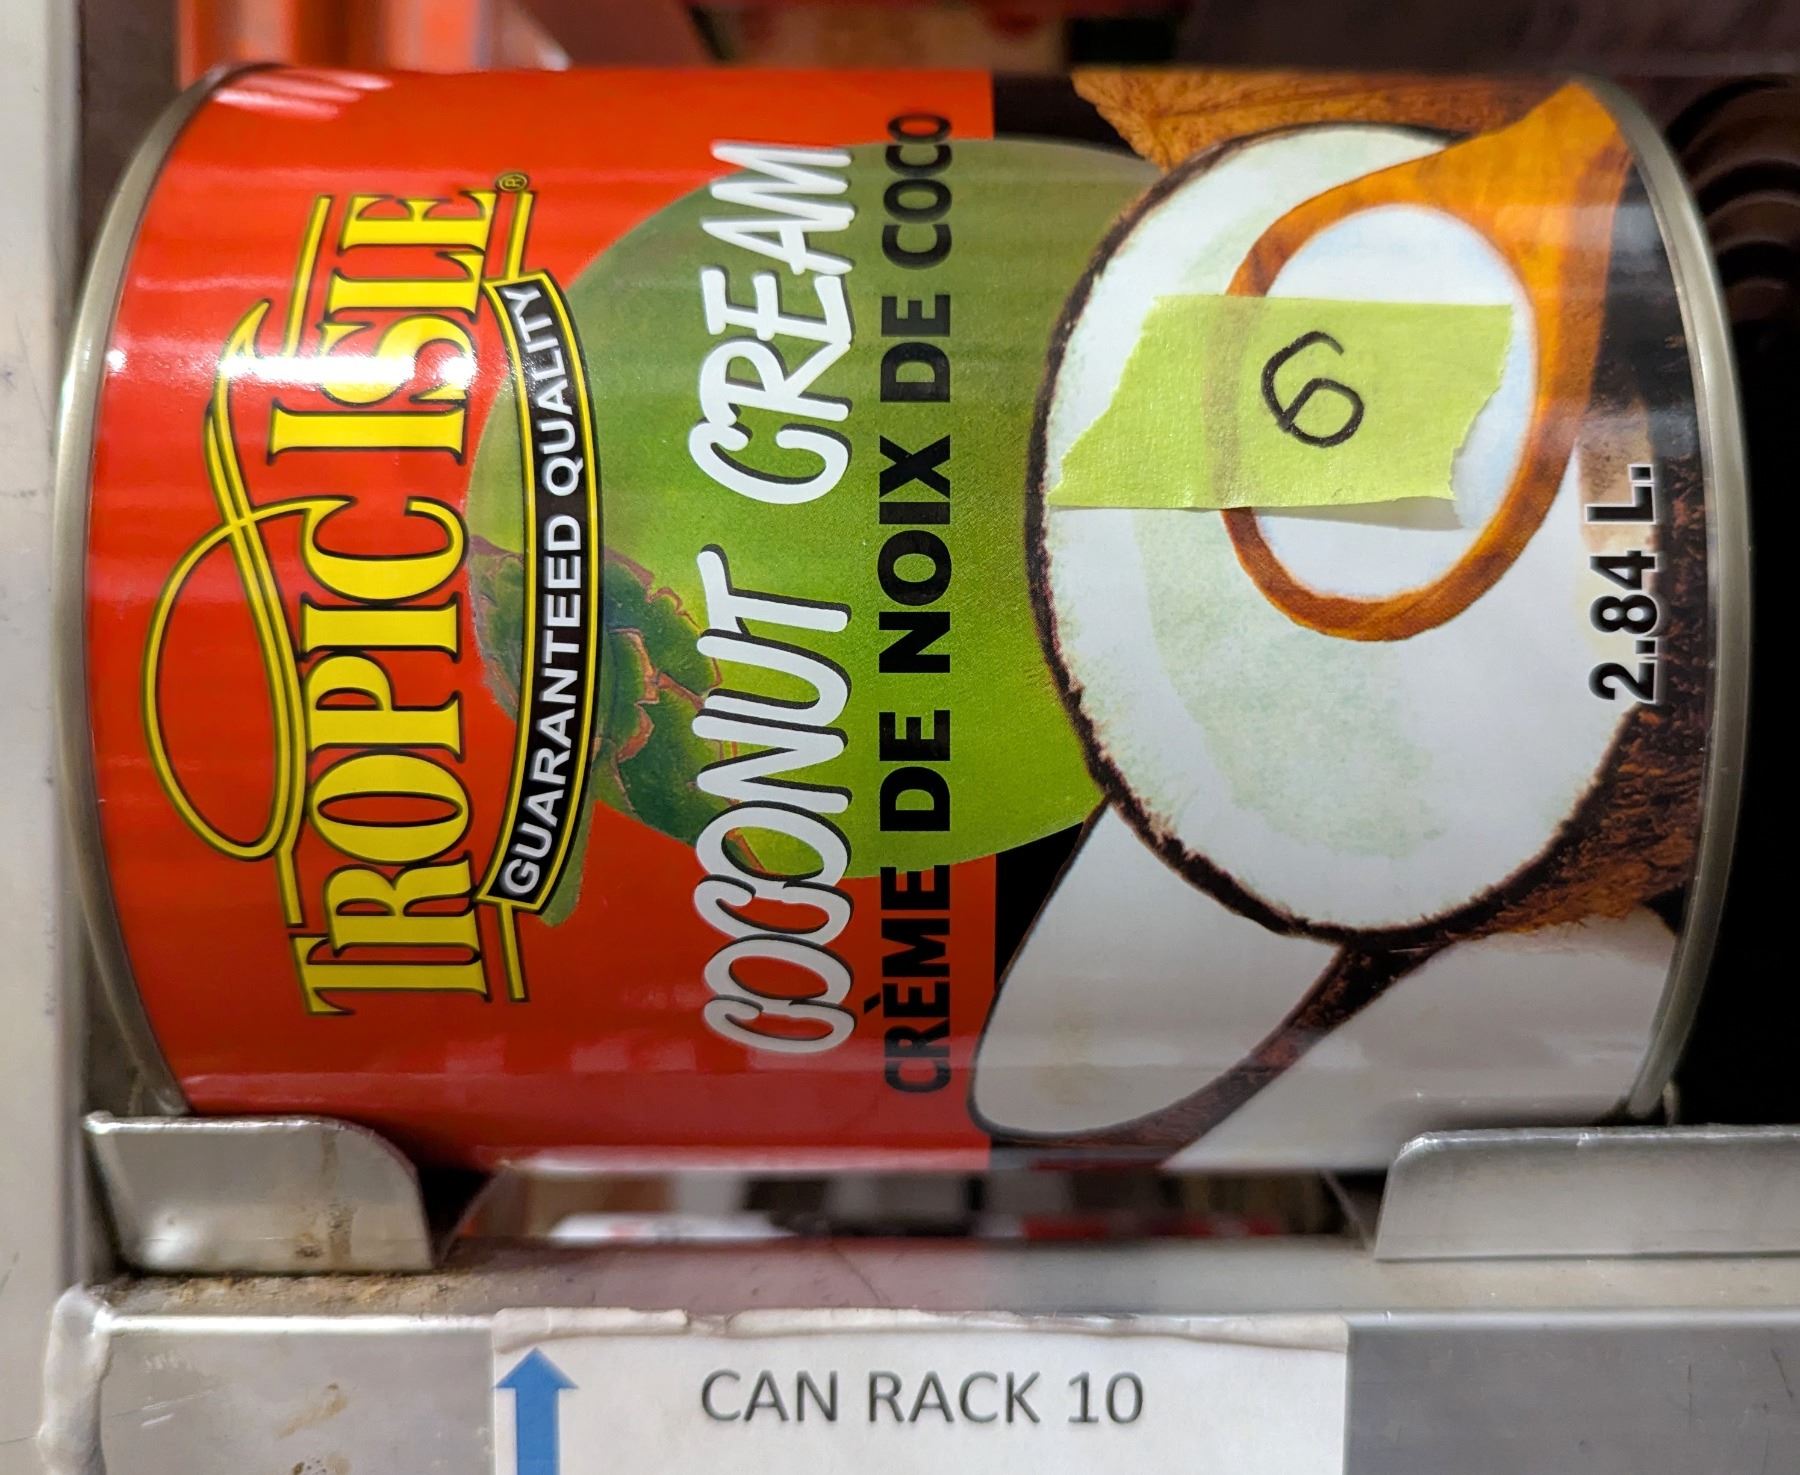 TROPIC ISLE®
GUARANTEED QUALITY
COCONUT CREAM
CRÈME DE NOIX DE COCO
6
2.84 L.
CAN RACK 10